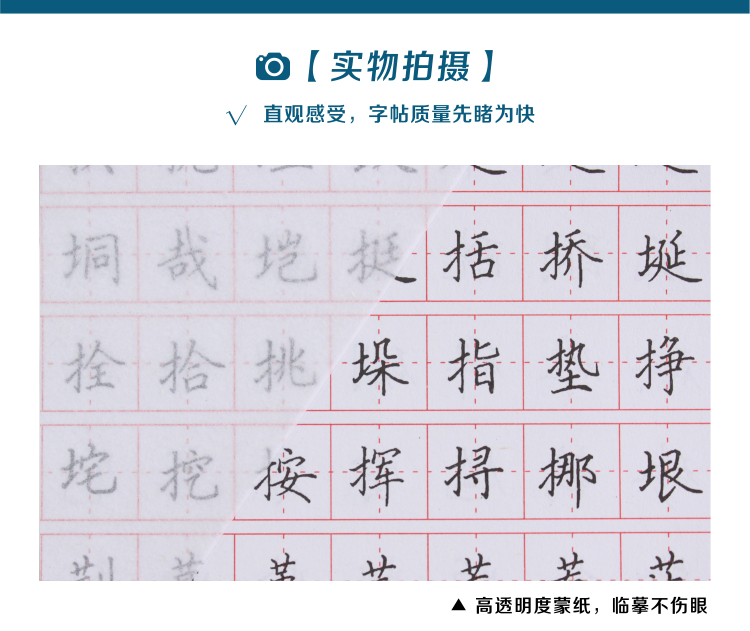 【实物拍摄】
√ 直观感受，字帖质量先睹为快
垌 哉 垲 挺 括 挢 埏
拴 拾 挑 垛 指 垫 挣
垞 挖 按 挥 挦 挪 垠
▲ 高透明度蒙纸，临摹不伤眼